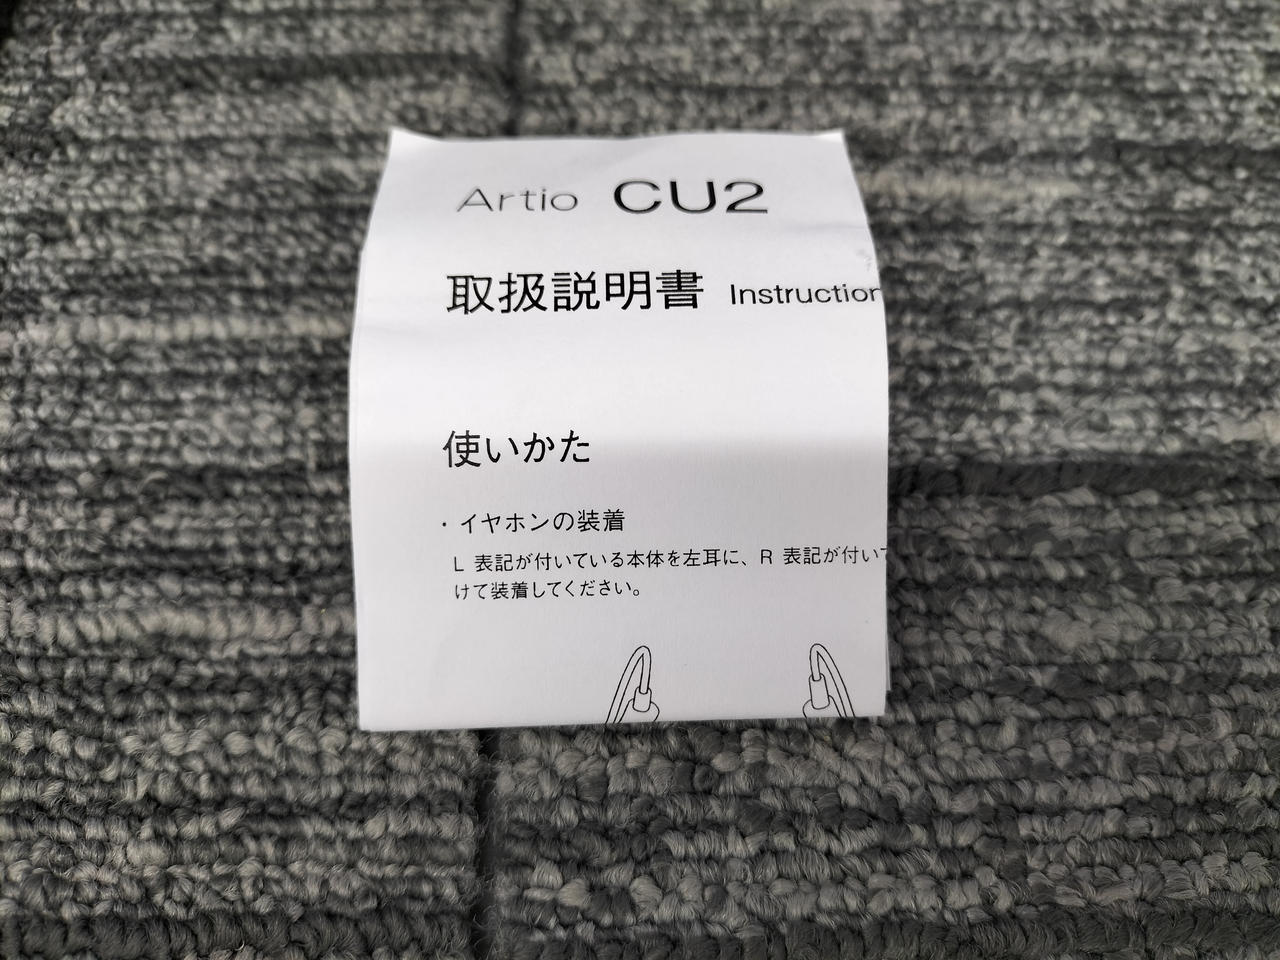 Artio CU2
取扱説明書 Instruction
使いかた
・イヤホンの装着
L 表記が付いている本体を左耳に、R 表記が付いて
けて装着してください。